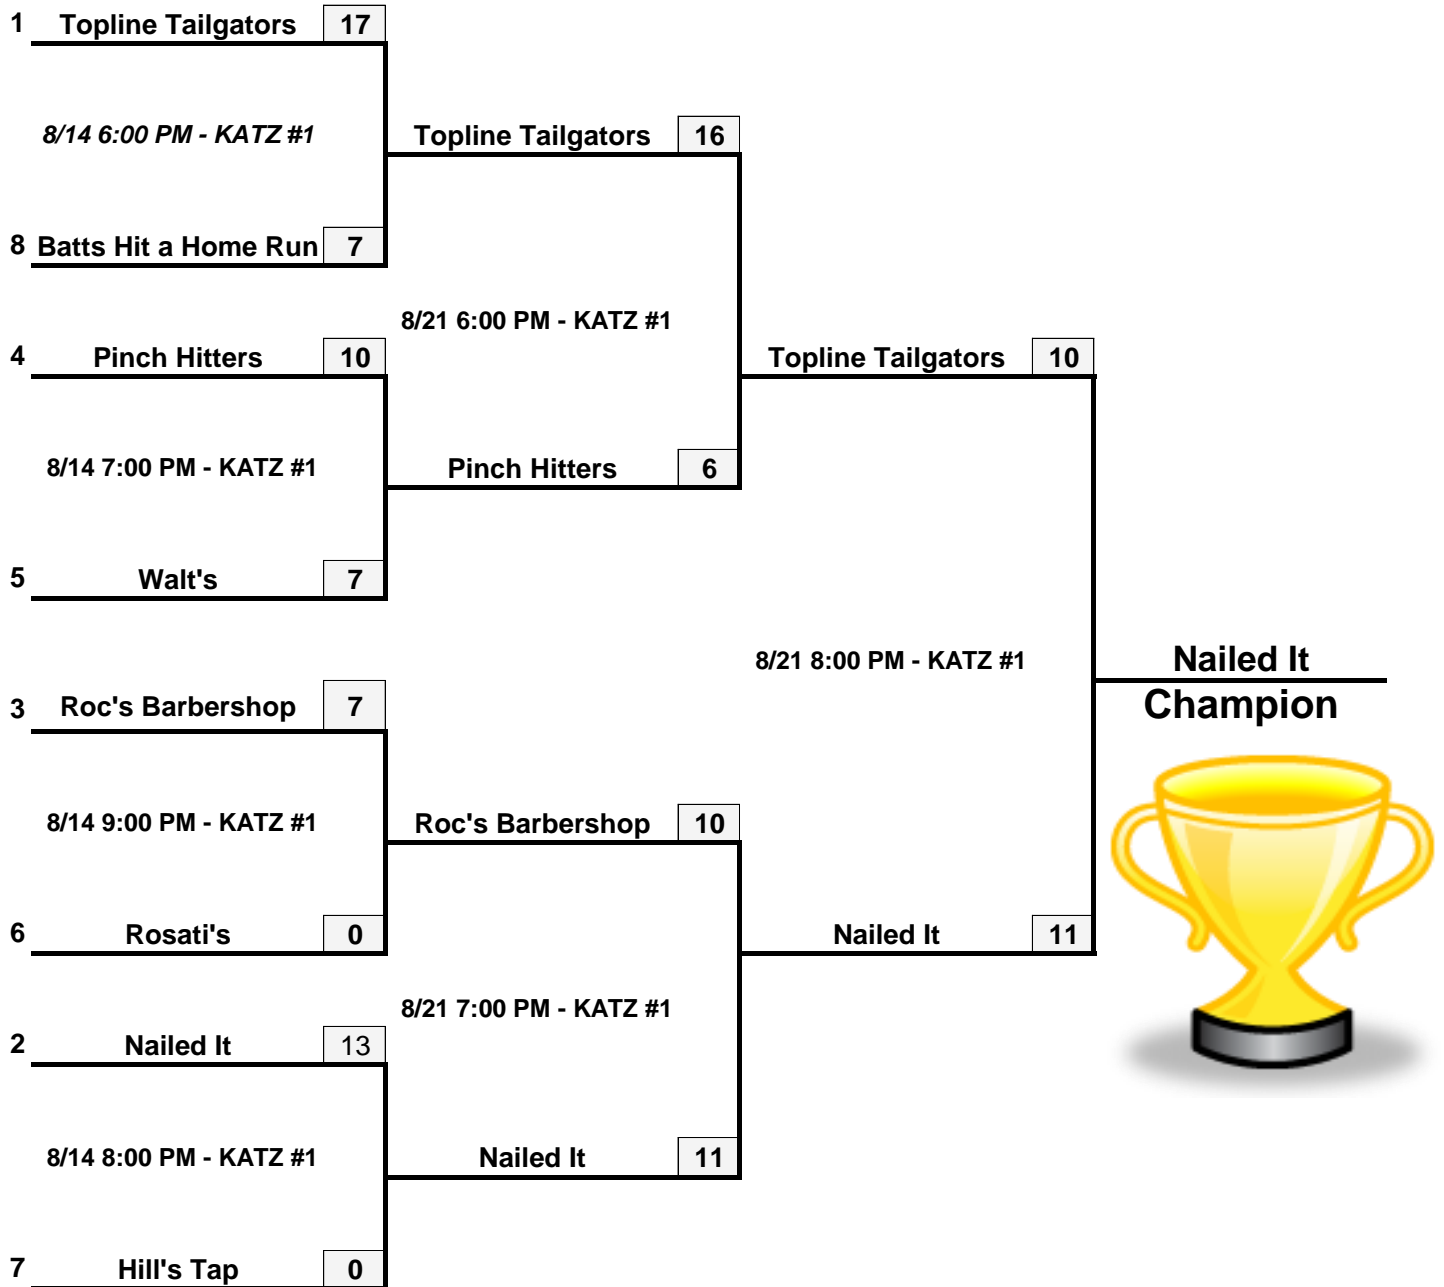 1 Topline Tailgators 17
8/14 6:00 PM - KATZ #1
Topline Tailgators 16
8 Batts Hit a Home Run 7
8/21 6:00 PM - KATZ #1
4 Pinch Hitters 10
Topline Tailgators 10
8/14 7:00 PM - KATZ #1
Pinch Hitters 6
5 Walt's 7
8/21 8:00 PM - KATZ #1
Nailed It
Champion
3 Roc's Barbershop 7
8/14 9:00 PM - KATZ #1
Roc's Barbershop 10
6 Rosati's 0
Nailed It 11
8/21 7:00 PM - KATZ #1
2 Nailed It 13
8/14 8:00 PM - KATZ #1
Nailed It 11
7 Hill's Tap 0